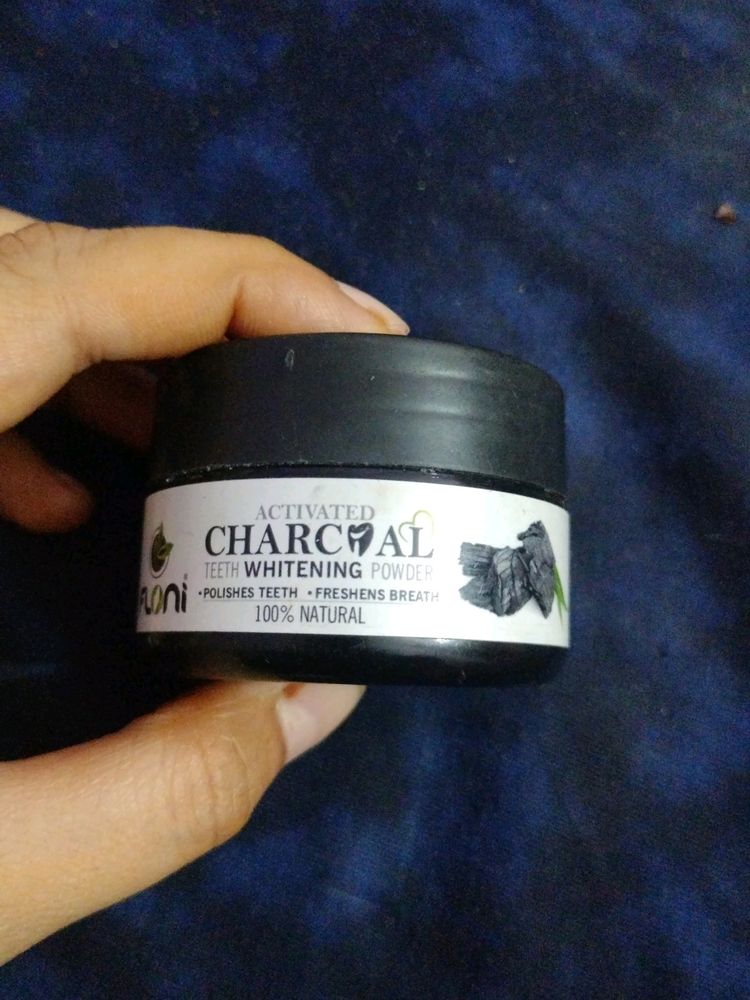 ACTIVATED
CHARCOAL
TEETH WHITENING POWDER
•POLISHES TEETH •FRESHENS BREATH
100% NATURAL